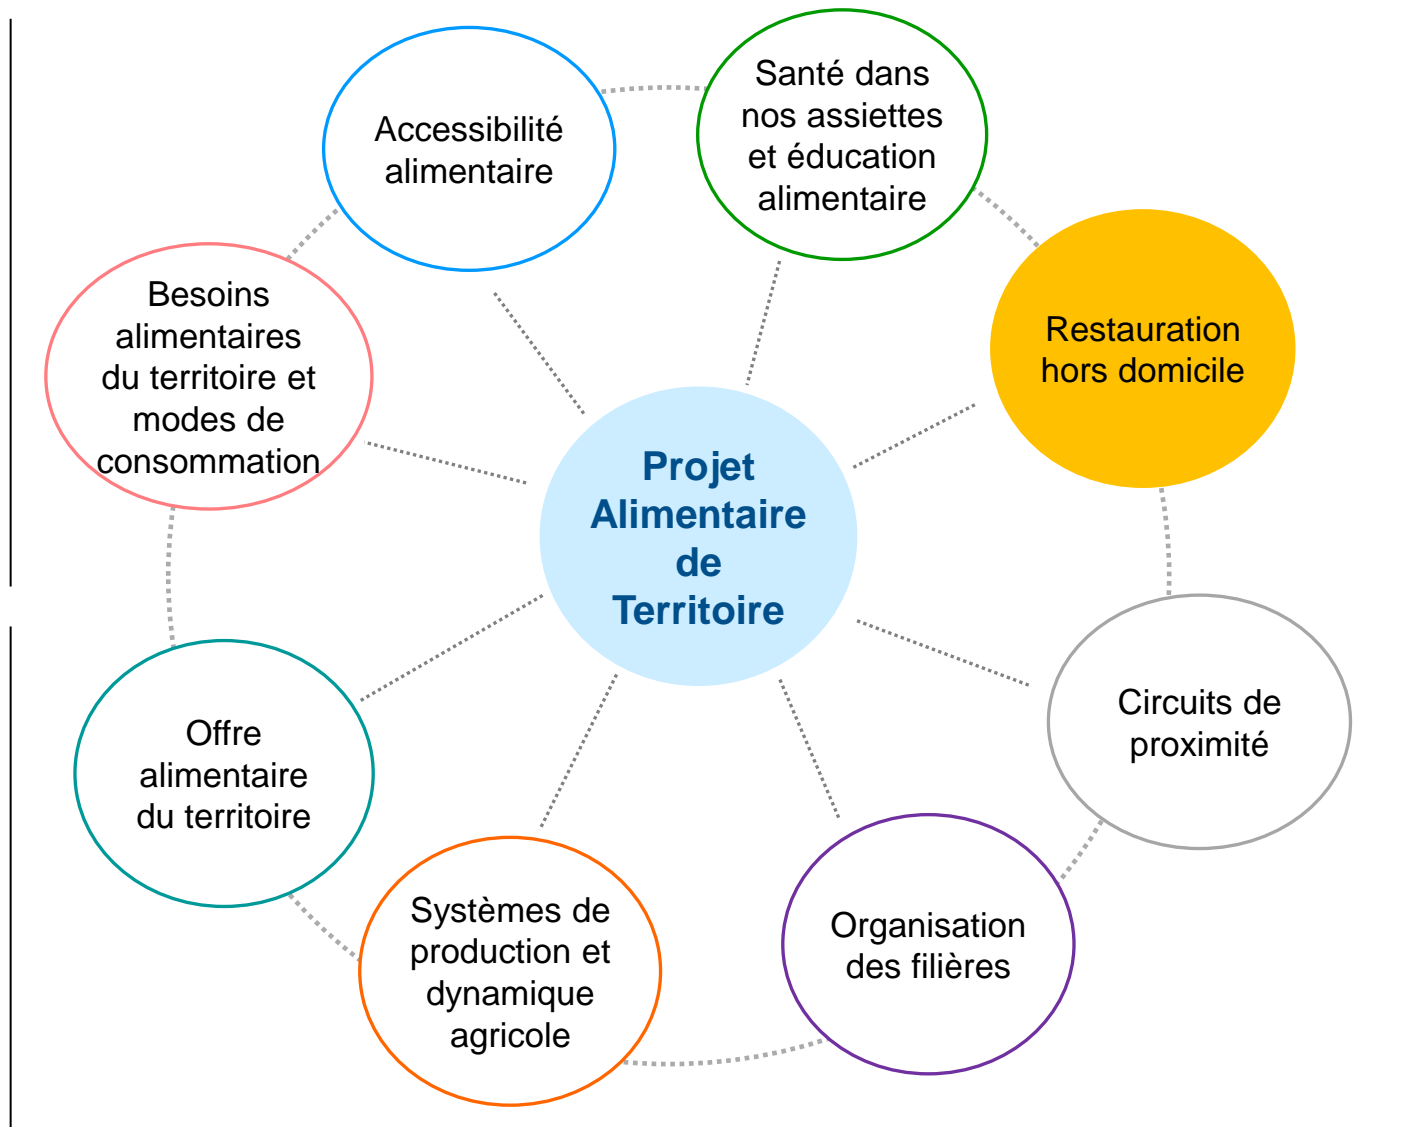 Accessibilité
alimentaire
Santé dans
nos assiettes
et éducation
alimentaire
Restauration
hors domicile
Besoins
alimentaires
du territoire et
modes de
consommation
Projet
Alimentaire
de
Territoire
Circuits de
proximité
Offre
alimentaire
du territoire
Organisation
des filières
Systèmes de
production et
dynamique
agricole